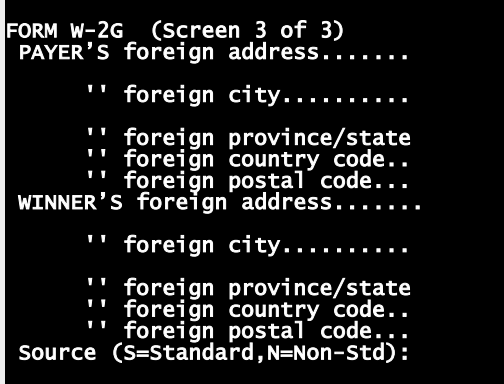 FORM W-2G (Screen 3 of 3)
PAYER'S foreign address.......
'' foreign city..........
'' foreign province/state
'' foreign country code..
'' foreign postal code...
WINNER'S foreign address.......
'' foreign city..........
'' foreign province/state
'' foreign country code..
'' foreign postal code...
Source (S=Standard,N=Non-Std):